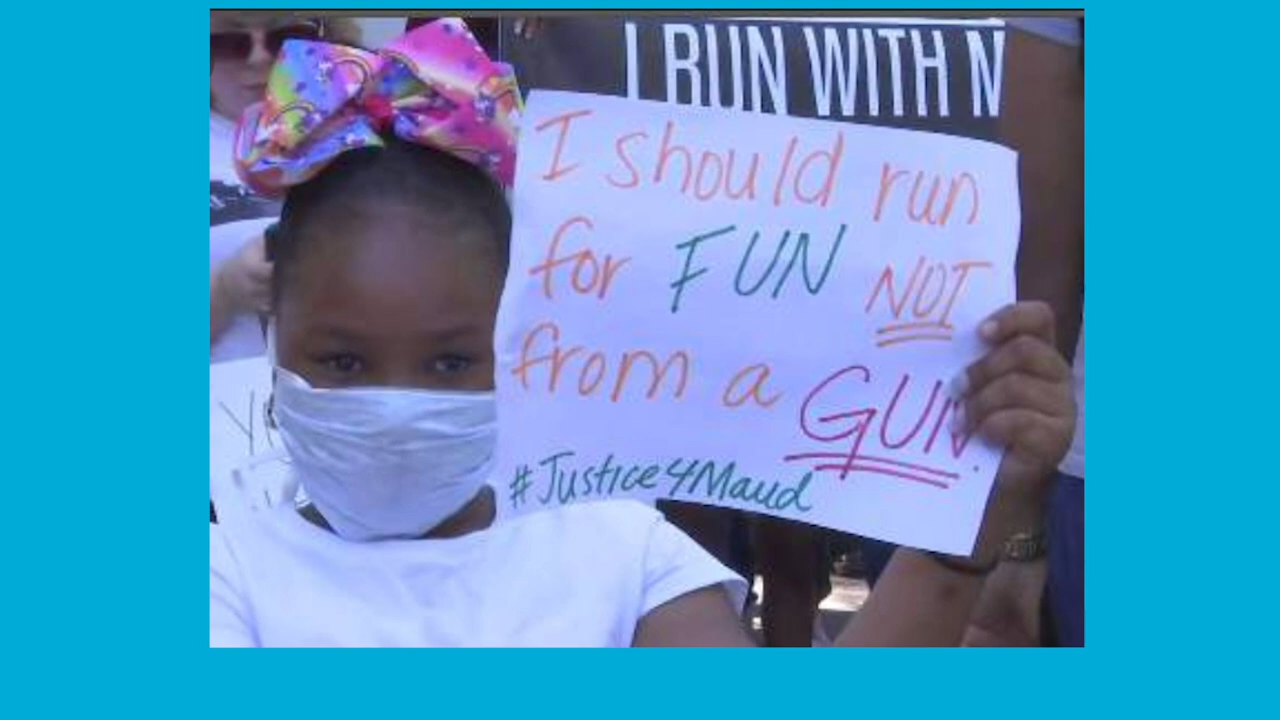 I RUN WITH
I should run
for FUN NOT
from a GUN.
#Justice4Maud